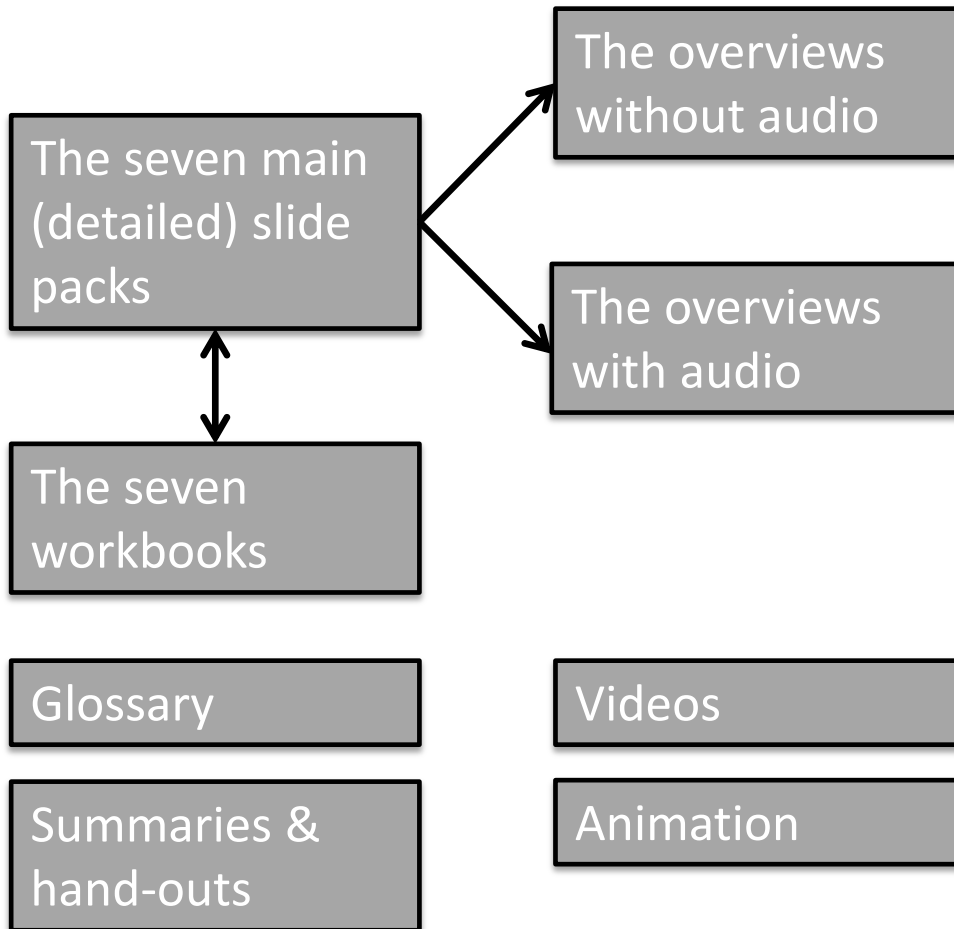 The seven main
(detailed) slide
packs
The overviews
without audio
The overviews
with audio
The seven
workbooks
Glossary
Videos
Summaries &
hand-outs
Animation